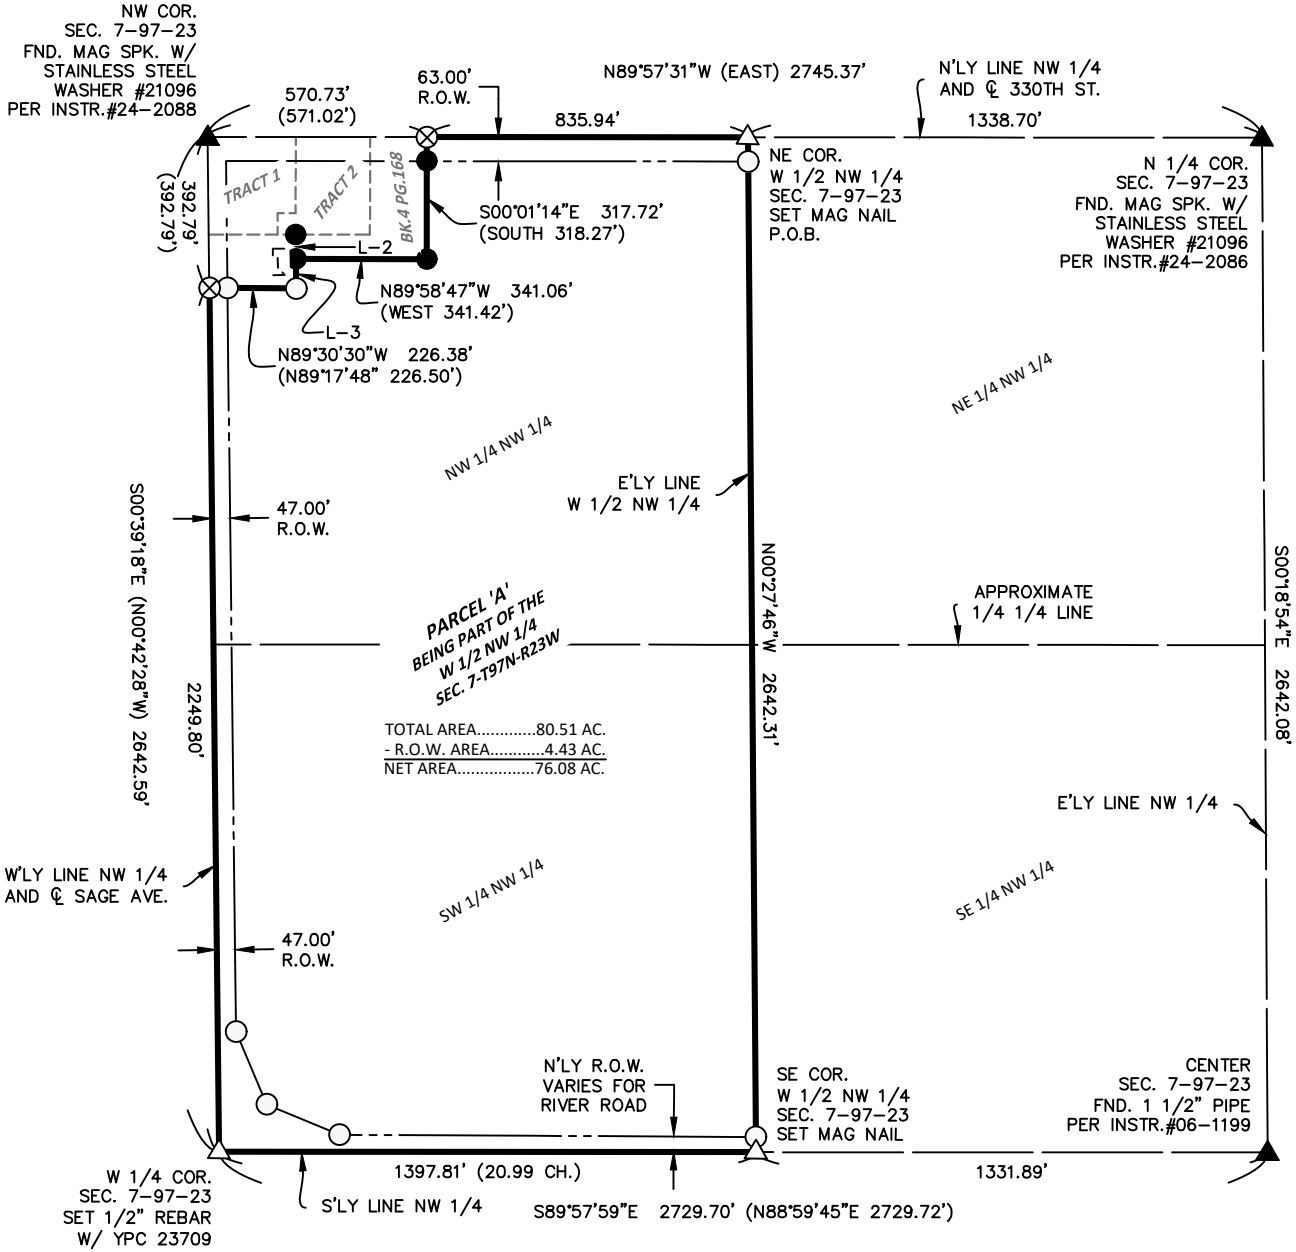 NW COR.
SEC. 7-97-23
FND. MAG SPK. W/
STAINLESS STEEL
WASHER #21096
PER INSTR.#24-2088
570.73'
(571.02')
63.00'
R.O.W.
N89°57'31"W (EAST) 2745.37'
835.94'
N'LY LINE NW 1/4
AND ℄ 330TH ST.
1338.70'
NE COR.
W 1/2 NW 1/4
SEC. 7-97-23
SET MAG NAIL
P.O.B.
N 1/4 COR.
SEC. 7-97-23
FND. MAG SPK. W/
STAINLESS STEEL
WASHER #21096
PER INSTR.#24-2086
392.79'
(392.79')
TRACT 1
TRACT 2
BK.4 PG.168
S00°01'14"E 317.72'
(SOUTH 318.27')
L-2
N89°58'47"W 341.06'
(WEST 341.42')
L-3
N89°30'30"W 226.38'
(N89°17'48" 226.50')
NW 1/4 NW 1/4
NE 1/4 NW 1/4
E'LY LINE
W 1/2 NW 1/4
47.00'
R.O.W.
S00°39'18"E (N00°42'28"W) 2642.59'
2249.80'
PARCEL 'A'
BEING PART OF THE
W 1/2 NW 1/4
SEC. 7-T97N-R23W
TOTAL AREA.............80.51 AC.
- R.O.W. AREA............4.43 AC.
NET AREA.................76.08 AC.
N00°27'46"W 2642.31'
APPROXIMATE
1/4 1/4 LINE
S00°18'54"E 2642.08'
E'LY LINE NW 1/4
W'LY LINE NW 1/4
AND ℄ SAGE AVE.
SW 1/4 NW 1/4
SE 1/4 NW 1/4
47.00'
R.O.W.
N'LY R.O.W.
VARIES FOR
RIVER ROAD
SE COR.
W 1/2 NW 1/4
SEC. 7-97-23
SET MAG NAIL
CENTER
SEC. 7-97-23
FND. 1 1/2" PIPE
PER INSTR.#06-1199
W 1/4 COR.
SEC. 7-97-23
SET 1/2" REBAR
W/ YPC 23709
1397.81' (20.99 CH.)
S'LY LINE NW 1/4
1331.89'
S89°57'59"E 2729.70' (N88°59'45"E 2729.72')